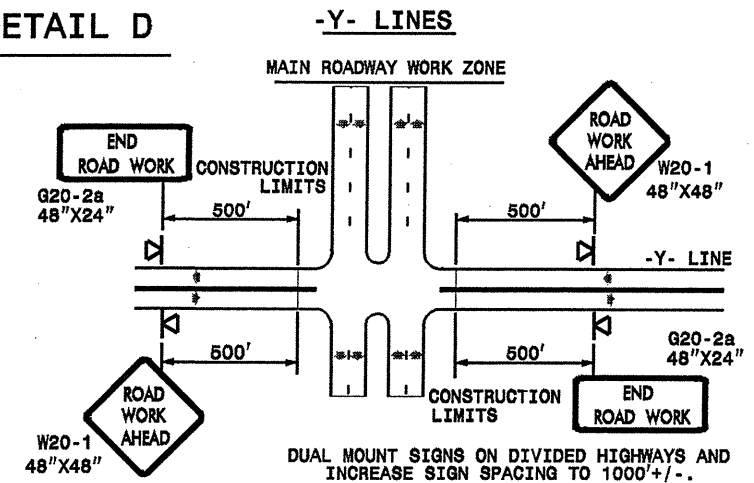 ETAIL D
-Y- LINES
MAIN ROADWAY WORK ZONE
END
ROAD WORK
G20-2a
48"X24"
CONSTRUCTION
LIMITS
500'
ROAD
WORK
AHEAD
W20-1
48"X48"
500'
-Y- LINE
500'
ROAD
WORK
AHEAD
W20-1
48"X48"
500'
G20-2a
48"X24"
CONSTRUCTION
LIMITS
END
ROAD WORK
DUAL MOUNT SIGNS ON DIVIDED HIGHWAYS AND
INCREASE SIGN SPACING TO 1000'+/-.